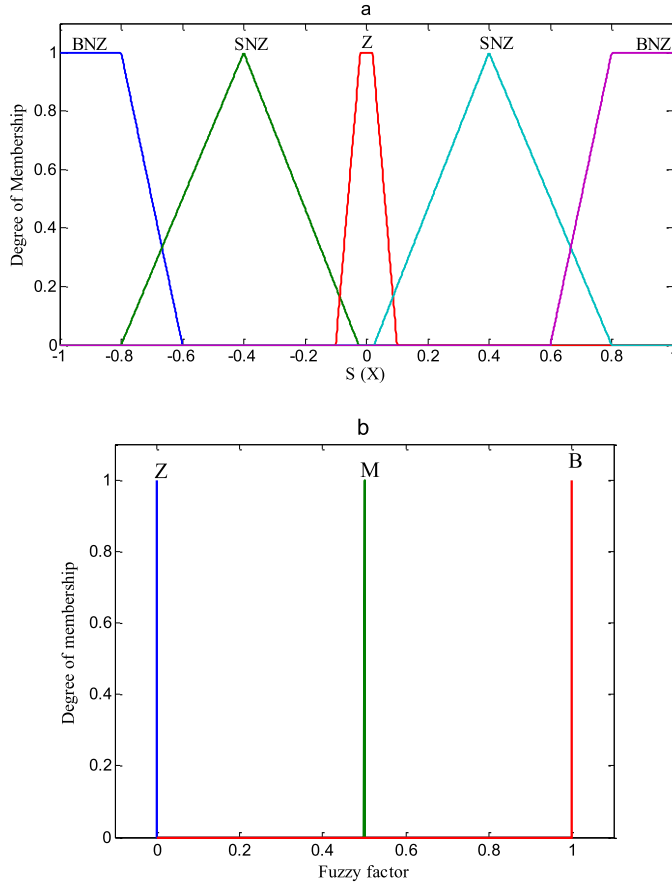 a
BNZ SNZ Z SNZ BNZ
1
0.8
0.6
0.4
0.2
0
Degree of Membership
-1 -0.8 -0.6 -0.4 -0.2 0 0.2 0.4 0.6 0.8
S (X)
b
Z M B
1
0.8
0.6
0.4
0.2
0
Degree of membership
0 0.2 0.4 0.6 0.8 1
Fuzzy factor